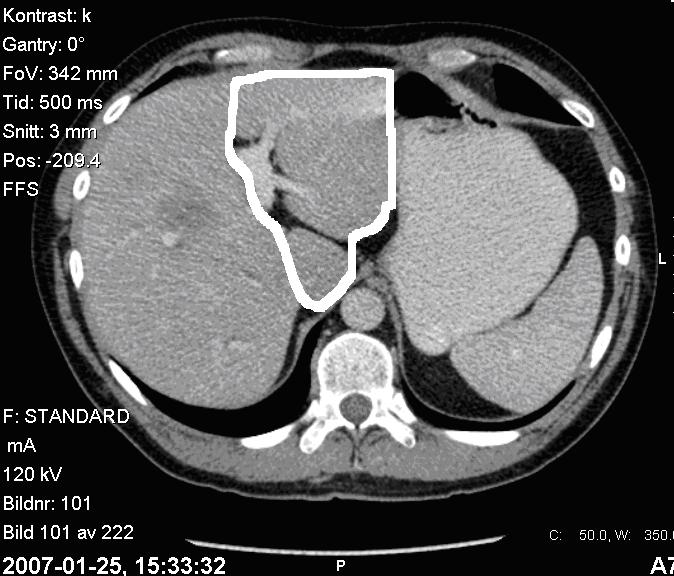 Kontrast: k
Gantry: 0°
FoV: 342 mm
Tid: 500 ms
Snitt: 3 mm
Pos: -209.4
FFS
L
F: STANDARD
mA
120 kV
Bildnr: 101
Bild 101 av 222
C: 50.0, W: 350.
2007-01-25, 15:33:32
P
A7